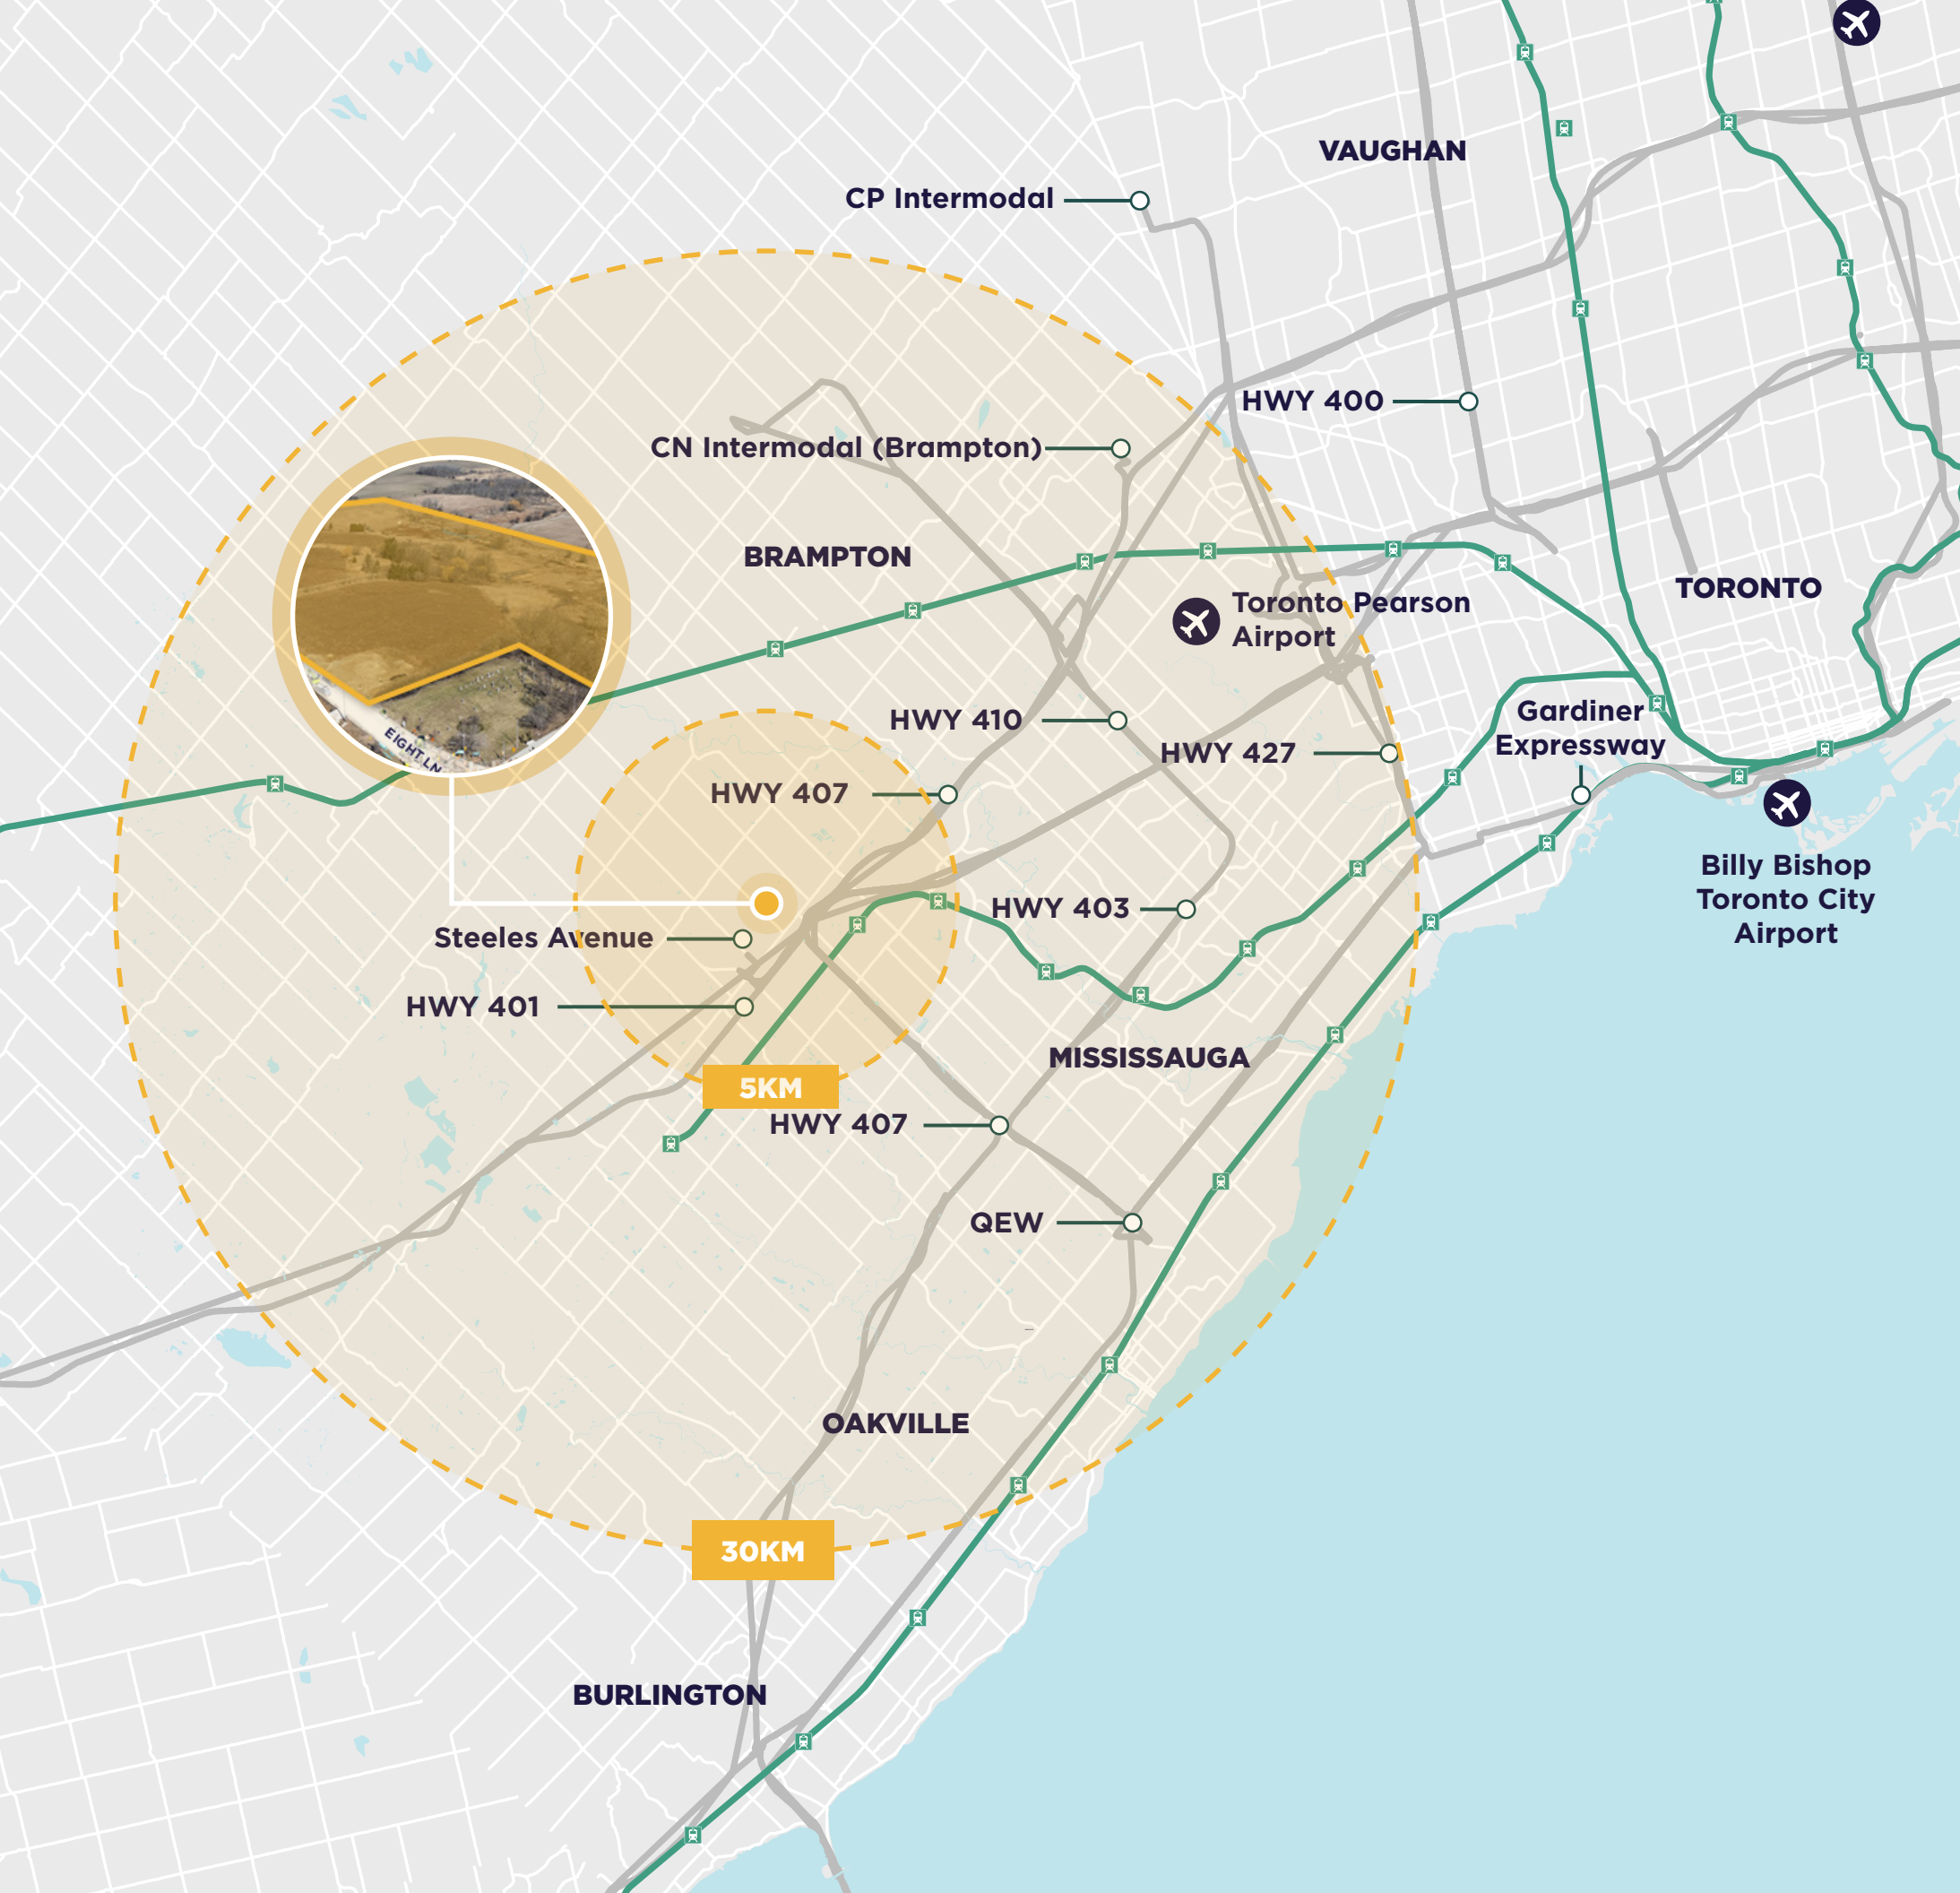 VAUGHAN
CP Intermodal
HWY 400
CN Intermodal (Brampton)
BRAMPTON
TORONTO
Toronto Pearson
Airport
EIGHT LN
HWY 410
Gardiner
Expressway
HWY 427
HWY 407
Billy Bishop
Toronto City
Airport
HWY 403
Steeles Avenue
HWY 401
MISSISSAUGA
5KM
HWY 407
QEW
OAKVILLE
30KM
BURLINGTON